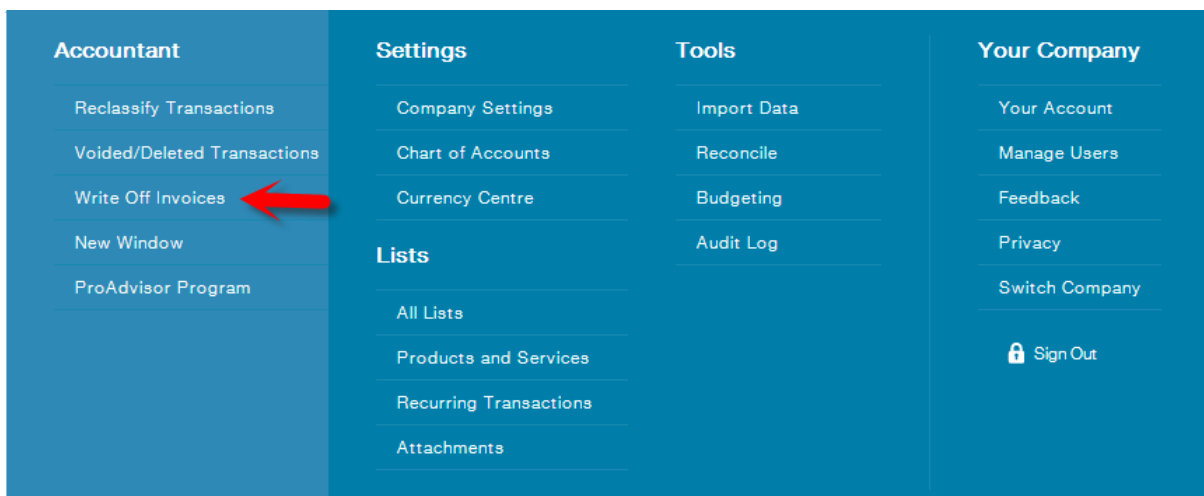 Accountant
Reclassify Transactions
Voided/Deleted Transactions
Write Off Invoices
New Window
ProAdvisor Program
Settings
Company Settings
Chart of Accounts
Currency Centre
Lists
All Lists
Products and Services
Recurring Transactions
Attachments
Tools
Import Data
Reconcile
Budgeting
Audit Log
Your Company
Your Account
Manage Users
Feedback
Privacy
Switch Company
Sign Out